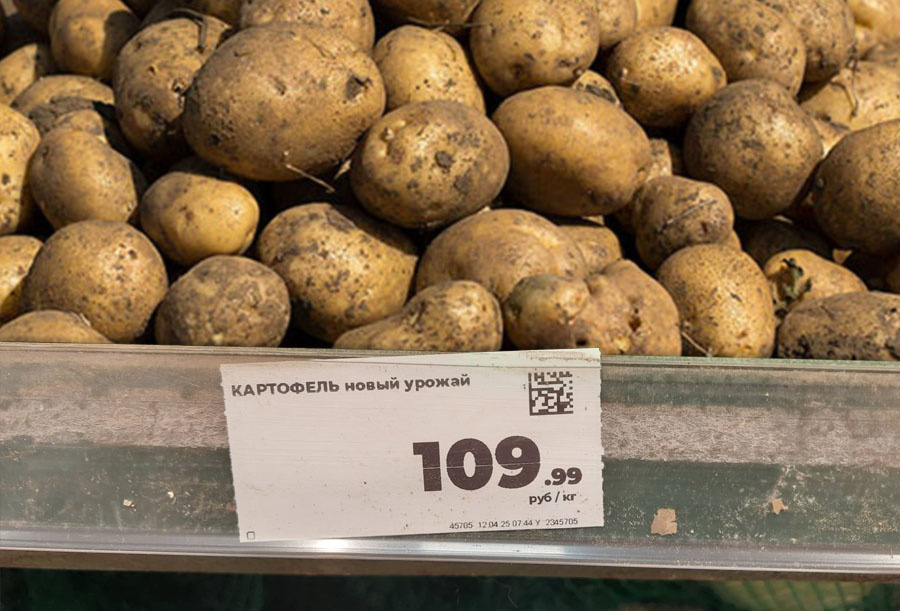 КАРТОФЕЛЬ новый урожай
109.99
руб / кг
45705 12.04.25 07:44 У 2345705